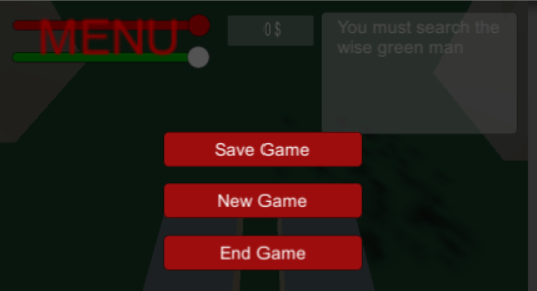 MENU
0 $
You must search the
wise green man
Save Game
New Game
End Game